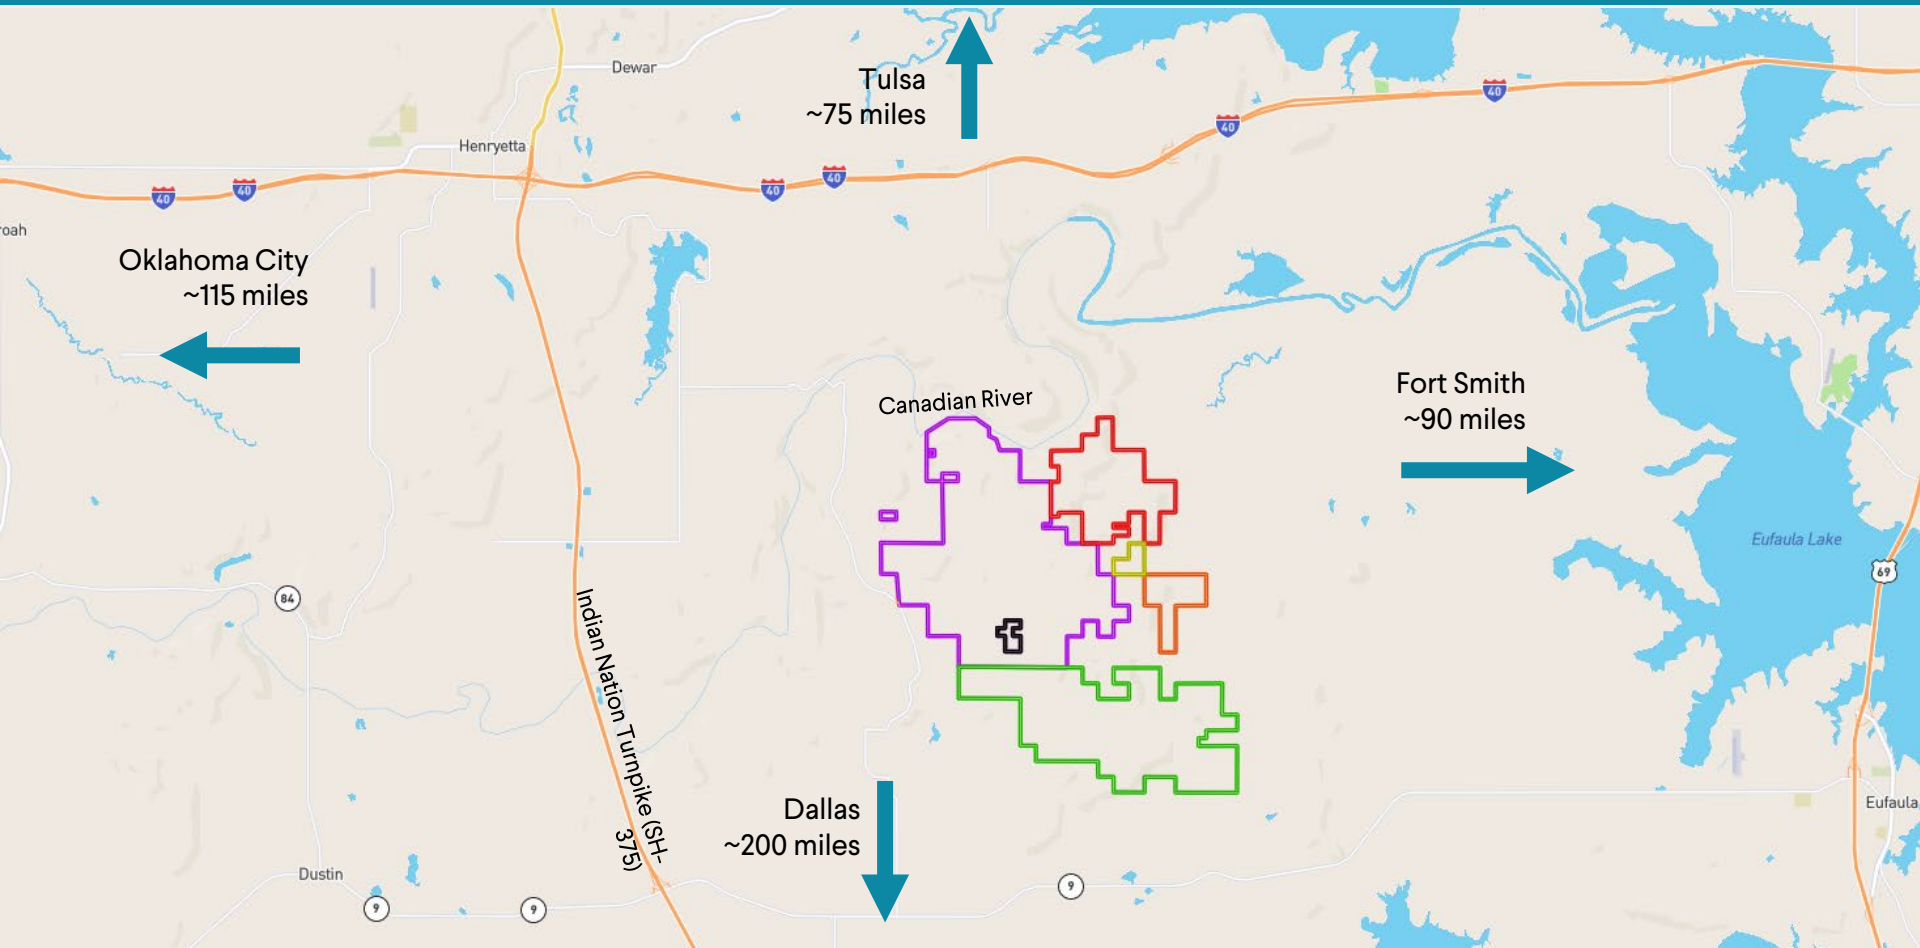 Dewar
Tulsa
~75 miles
40
40
Henryetta
40
40
40
40
roah
Oklahoma City
~115 miles
Fort Smith
~90 miles
Canadian River
Eufaula Lake
69
84
Indian Nation Turnpike (SH-
375)
Dallas
~200 miles
Eufaula
Dustin
9
9
9